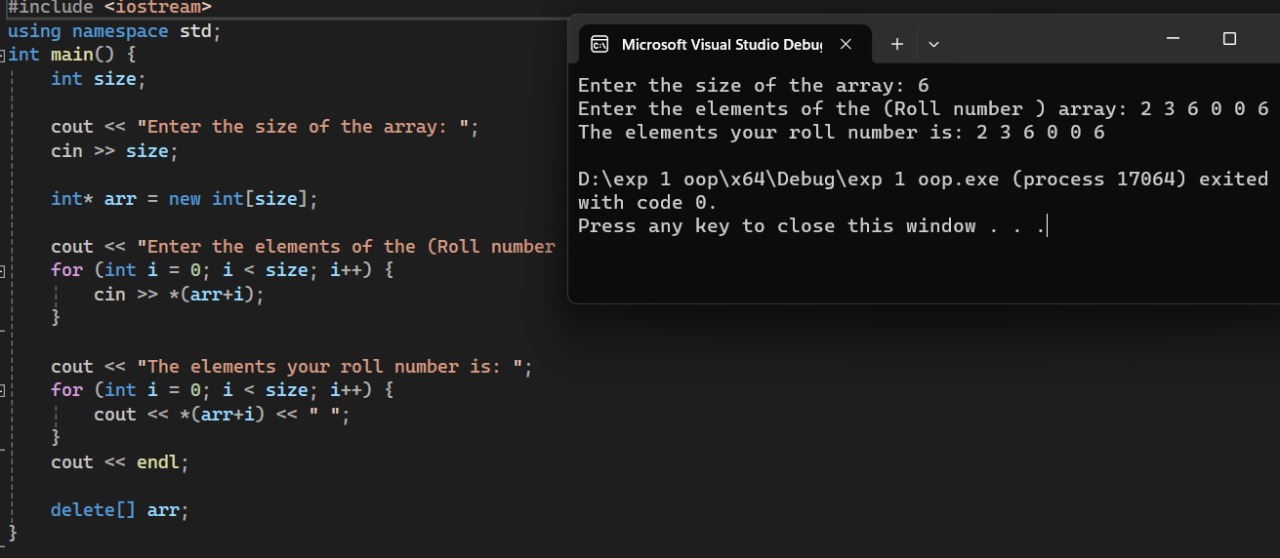 #include <iostream>
using namespace std;
int main() {
    int size;

    cout << "Enter the size of the array: ";
    cin >> size;

    int* arr = new int[size];

    cout << "Enter the elements of the (Roll number
    for (int i = 0; i < size; i++) {
        cin >> *(arr+i);
    }

    cout << "The elements your roll number is: ";
    for (int i = 0; i < size; i++) {
        cout << *(arr+i) << " ";
    }
    cout << endl;

    delete[] arr;
}
Microsoft Visual Studio Debu
Enter the size of the array: 6
Enter the elements of the (Roll number ) array: 2 3 6 0 0 6
The elements your roll number is: 2 3 6 0 0 6

D:\exp 1 oop\x64\Debug\exp 1 oop.exe (process 17064) exited
with code 0.
Press any key to close this window . . .